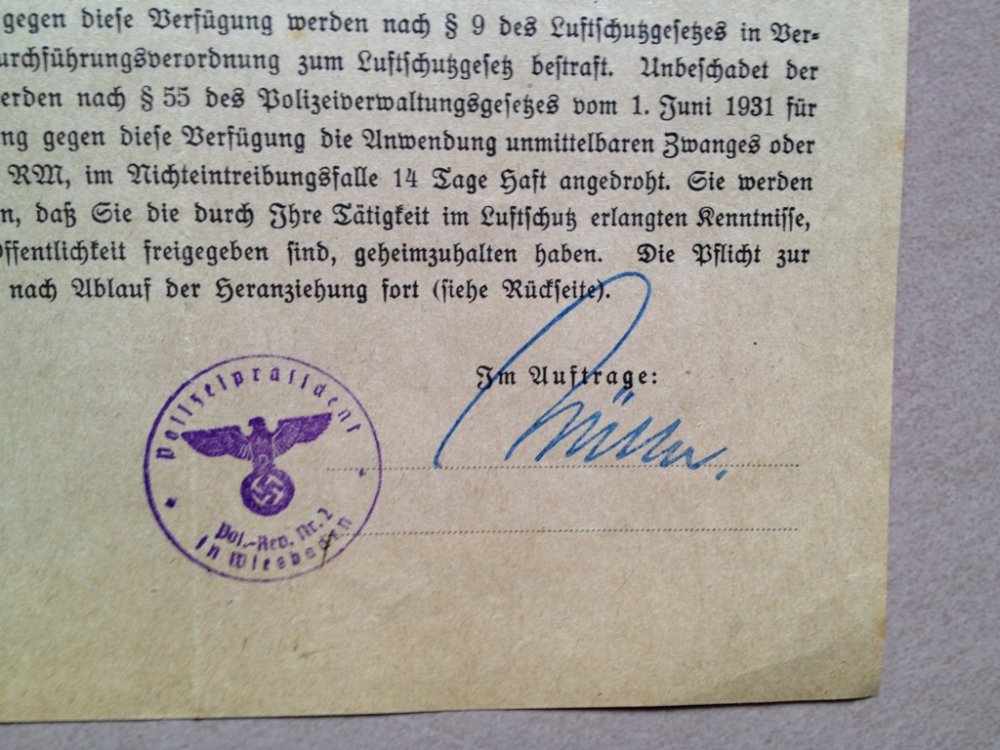 gegen diese Verfügung werden nach § 9 des Luftschutzgesetzes in Ver-
urchführungsverordnung zum Luftschutzgesetz bestraft. Unbeschadet der
erden nach § 55 des Polizeiverwaltungsgesetzes vom 1. Juni 1931 für
ng gegen diese Verfügung die Anwendung unmittelbaren Zwanges oder
RM, im Nichteintreibungsfalle 14 Tage Haft angedroht. Sie werden
n, daß Sie die durch Ihre Tätigkeit im Luftschutz erlangten Kenntnisse,
Öffentlichkeit freigegeben sind, geheimzuhalten haben. Die Pflicht zur
nach Ablauf der Heranziehung fort (siehe Rückseite).
Im Auftrage:
Polizeipräsident
Pol.-Rev. Nr. 2
in Wiesbaden